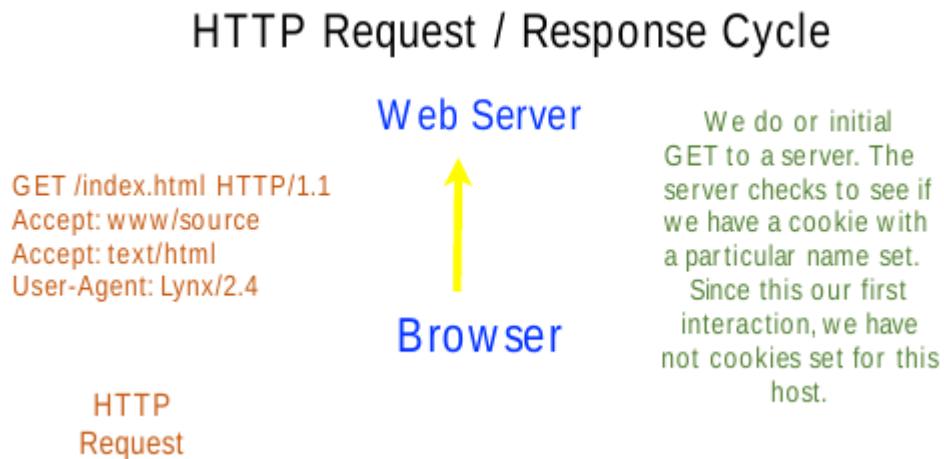 HTTP Request / Response Cycle
Web Server
GET /index.html HTTP/1.1
Accept: www/source
Accept: text/html
User-Agent: Lynx/2.4
Browser
HTTP
Request
We do or initial
GET to a server. The
server checks to see if
we have a cookie with
a particular name set.
Since this our first
interaction, we have
not cookies set for this
host.